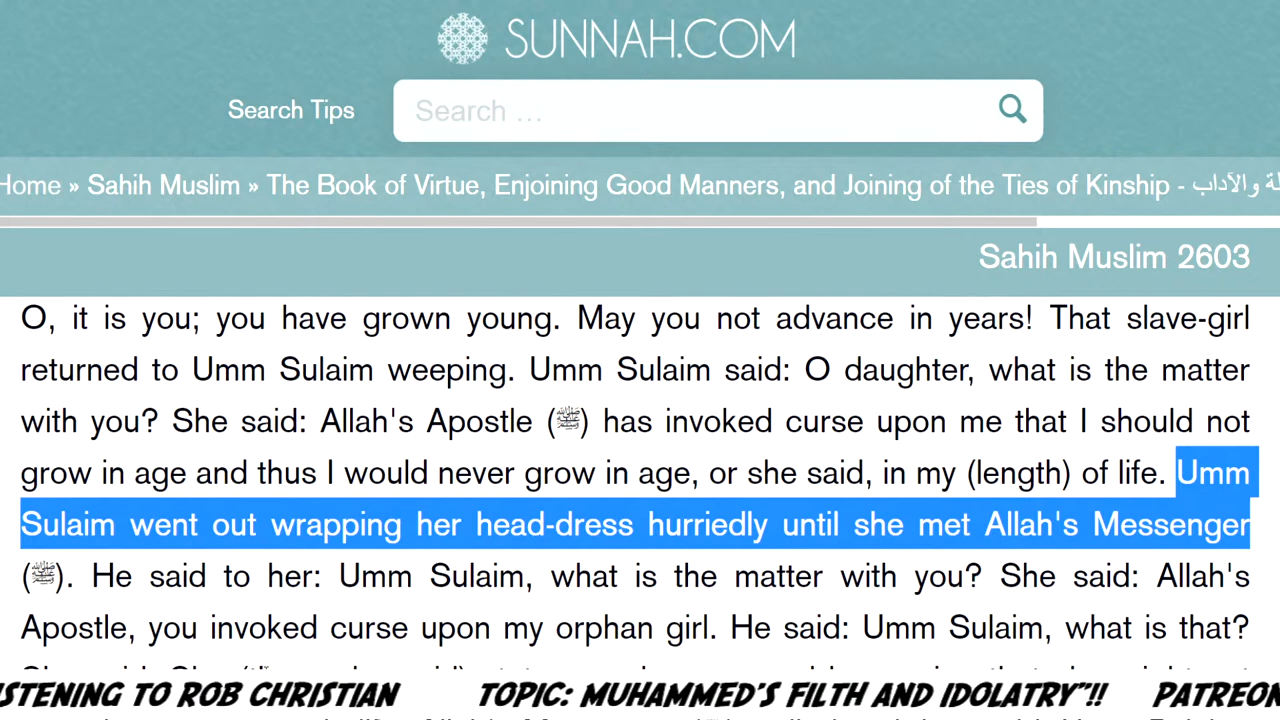 SUNNAH.COM
Search Tips
Search ...
Home » Sahih Muslim » The Book of Virtue, Enjoining Good Manners, and Joining of the Ties of Kinship - والآداب
Sahih Muslim 2603
O, it is you; you have grown young. May you not advance in years! That slave-girl
returned to Umm Sulaim weeping. Umm Sulaim said: O daughter, what is the matter
with you? She said: Allah's Apostle (ﷺ) has invoked curse upon me that I should not
grow in age and thus I would never grow in age, or she said, in my (length) of life. Umm
Sulaim went out wrapping her head-dress hurriedly until she met Allah's Messenger
(ﷺ). He said to her: Umm Sulaim, what is the matter with you? She said: Allah's
Apostle, you invoked curse upon my orphan girl. He said: Umm Sulaim, what is that?
ISTENING TO ROB CHRISTIAN TOPIC: MUHAMMED'S FILTH AND IDOLATRY"!! PATREON